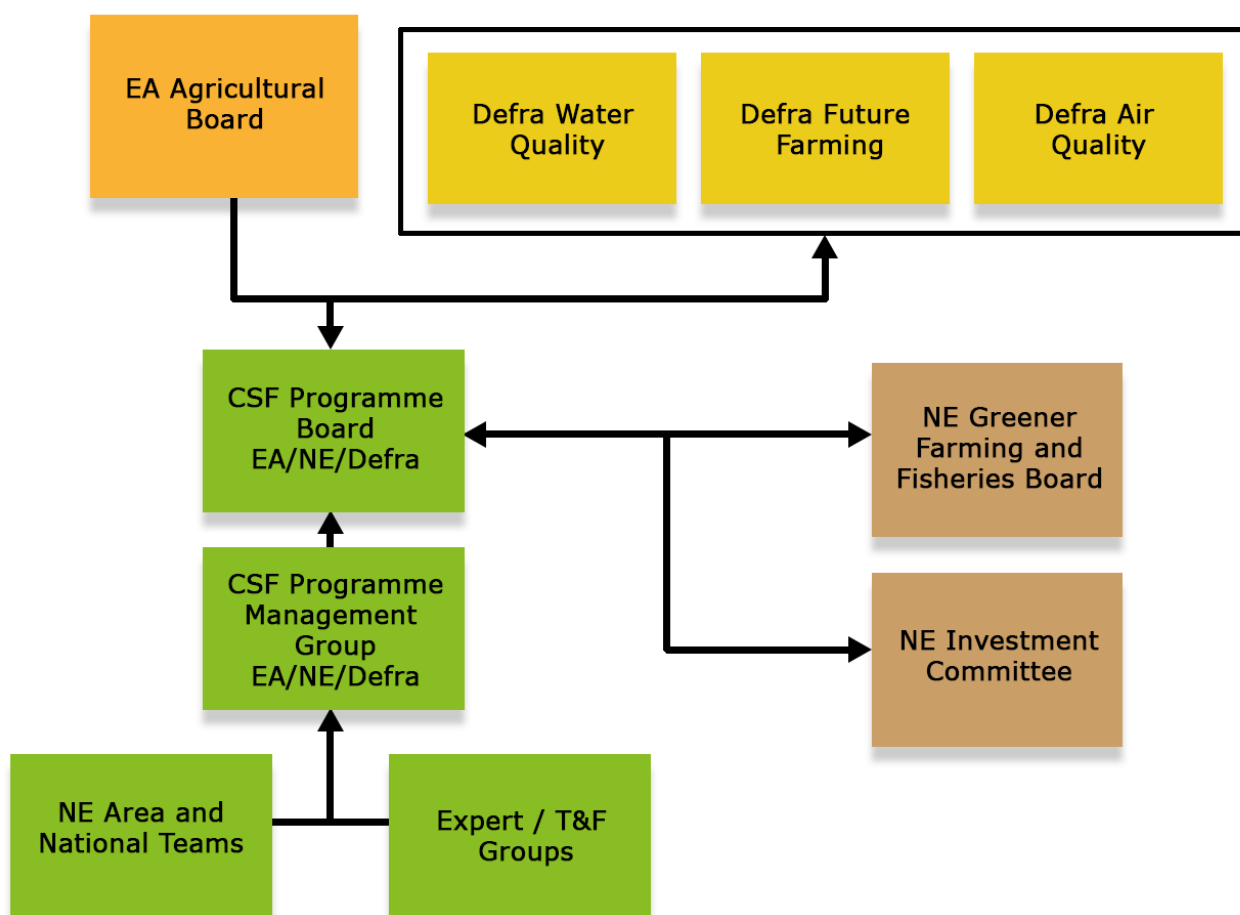 EA Agricultural
Board
Defra Water
Quality
Defra Future
Farming
Defra Air
Quality
CSF Programme
Board
EA/NE/Defra
NE Greener
Farming and
Fisheries Board
CSF Programme
Management
Group
EA/NE/Defra
NE Investment
Committee
NE Area and
National Teams
Expert / T&F
Groups